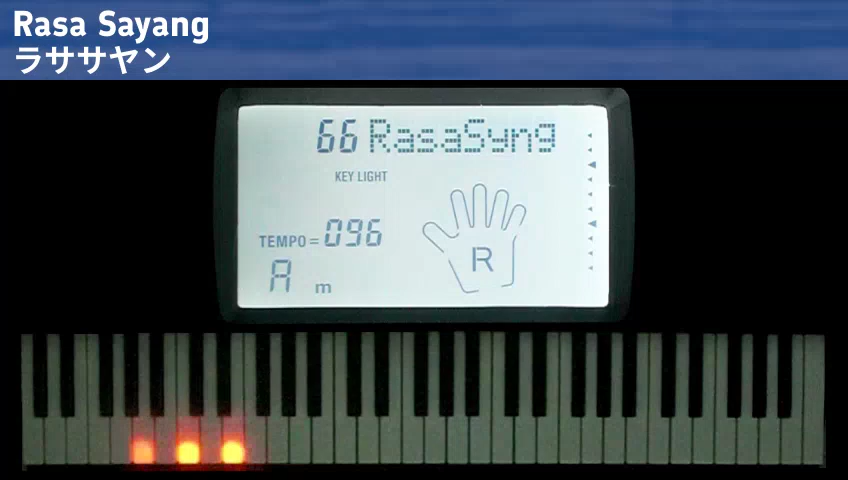 Rasa Sayang
ラササヤン
66 RasaSyng
KEY LIGHT
TEMPO = 096
A m
R